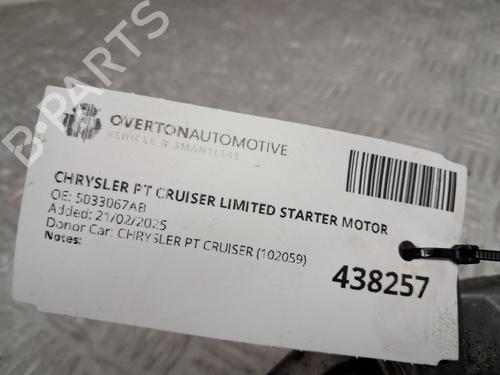 B-PARTS
OVERTONAUTOMOTIVE
VEHICLE DISMANTLERS
CHRYSLER PT CRUISER LIMITED STARTER MOTOR
OE: 5033067AB
Added: 21/02/2025
Donor Car: CHRYSLER PT CRUISER (102059)
Notes:
438257